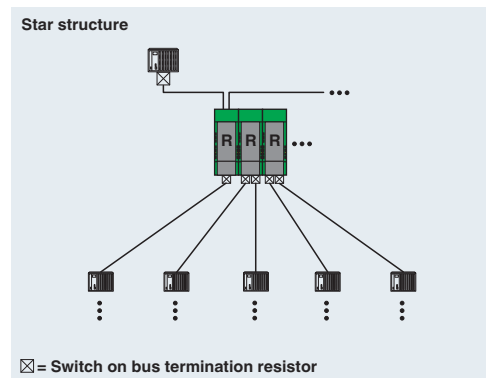 Star structure
R R R
☒ = Switch on bus termination resistor